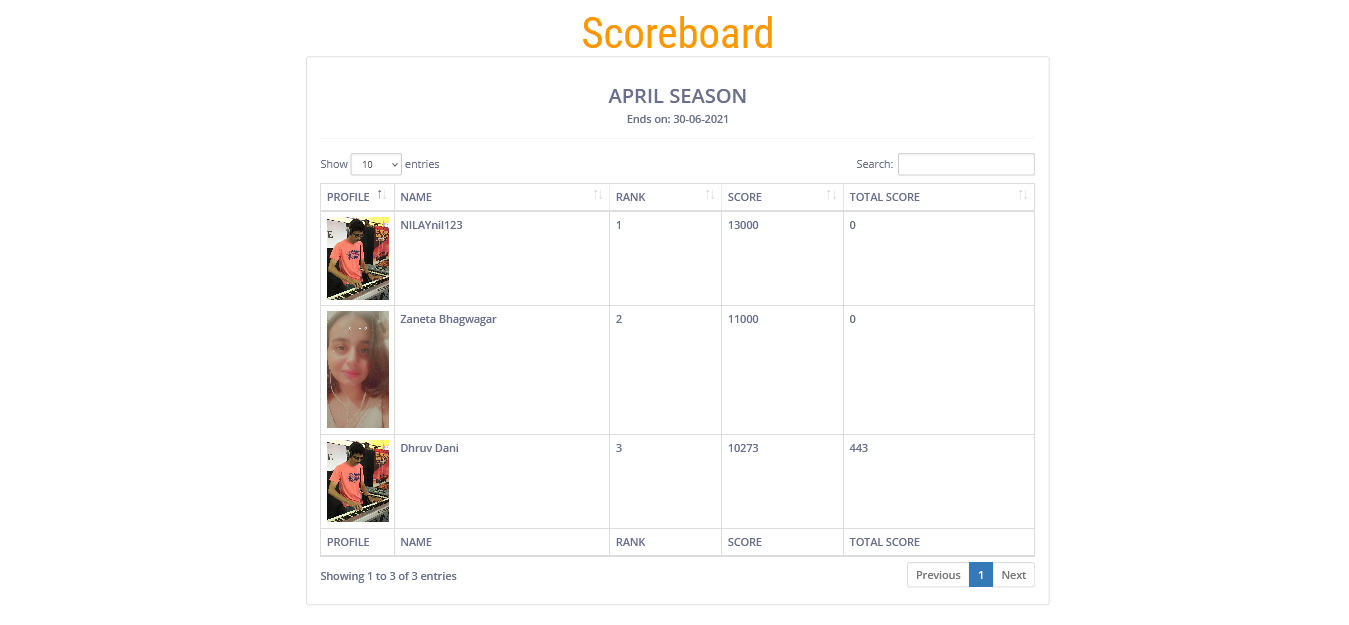 Scoreboard
APRIL SEASON
Ends on: 30-06-2021
Show 10 entries Search:
PROFILE NAME RANK SCORE TOTAL SCORE
NILAYnil123 1 13000 0
Zaneta Bhagwagar 2 11000 0
Dhruv Dani 3 10273 443
PROFILE NAME RANK SCORE TOTAL SCORE
Showing 1 to 3 of 3 entries Previous 1 Next